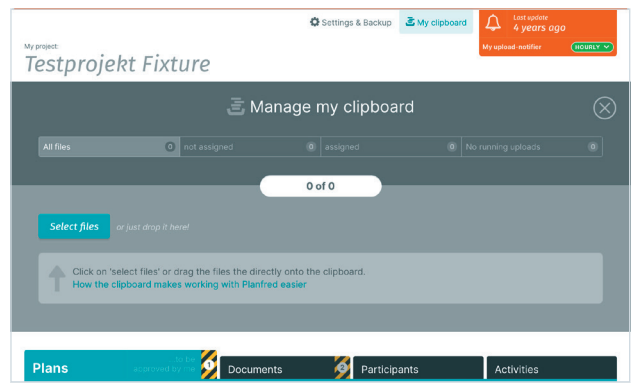 Settings & Backup
My clipboard
Last update
4 years ago
My upload-notifier
HOURLY
My project:
Testprojekt Fixture
Manage my clipboard
All files 0
not assigned 0
assigned 0
No running uploads 0
0 of 0
Select files
or just drop it here!
Click on 'select files' or drag the files the directly onto the clipboard.
How the clipboard makes working with Planfred easier
Plans
to be
approved by me
1
Documents
2
Participants
Activities